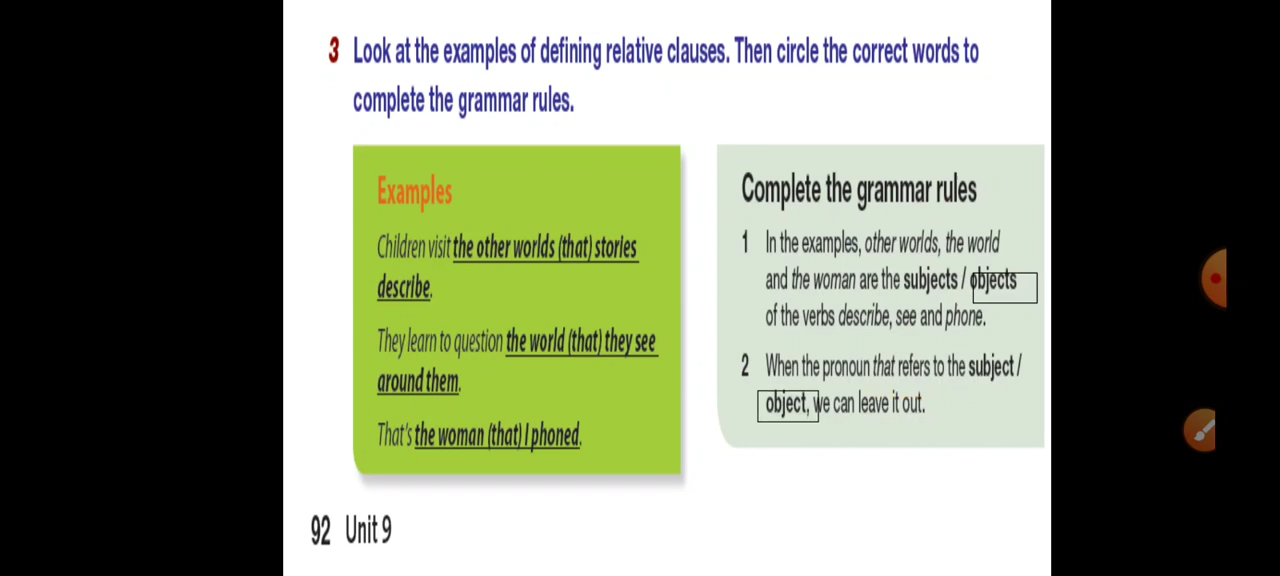 3 Look at the examples of defining relative clauses. Then circle the correct words to
complete the grammar rules.
Examples
Children visit the other worlds (that) stories
describe.
They learn to question the world (that) they see
around them.
That's the woman (that) I phoned.
Complete the grammar rules
1 In the examples, other worlds, the world
and the woman are the subjects / objects
of the verbs describe, see and phone.
2 When the pronoun that refers to the subject /
object, we can leave it out.
92 Unit 9